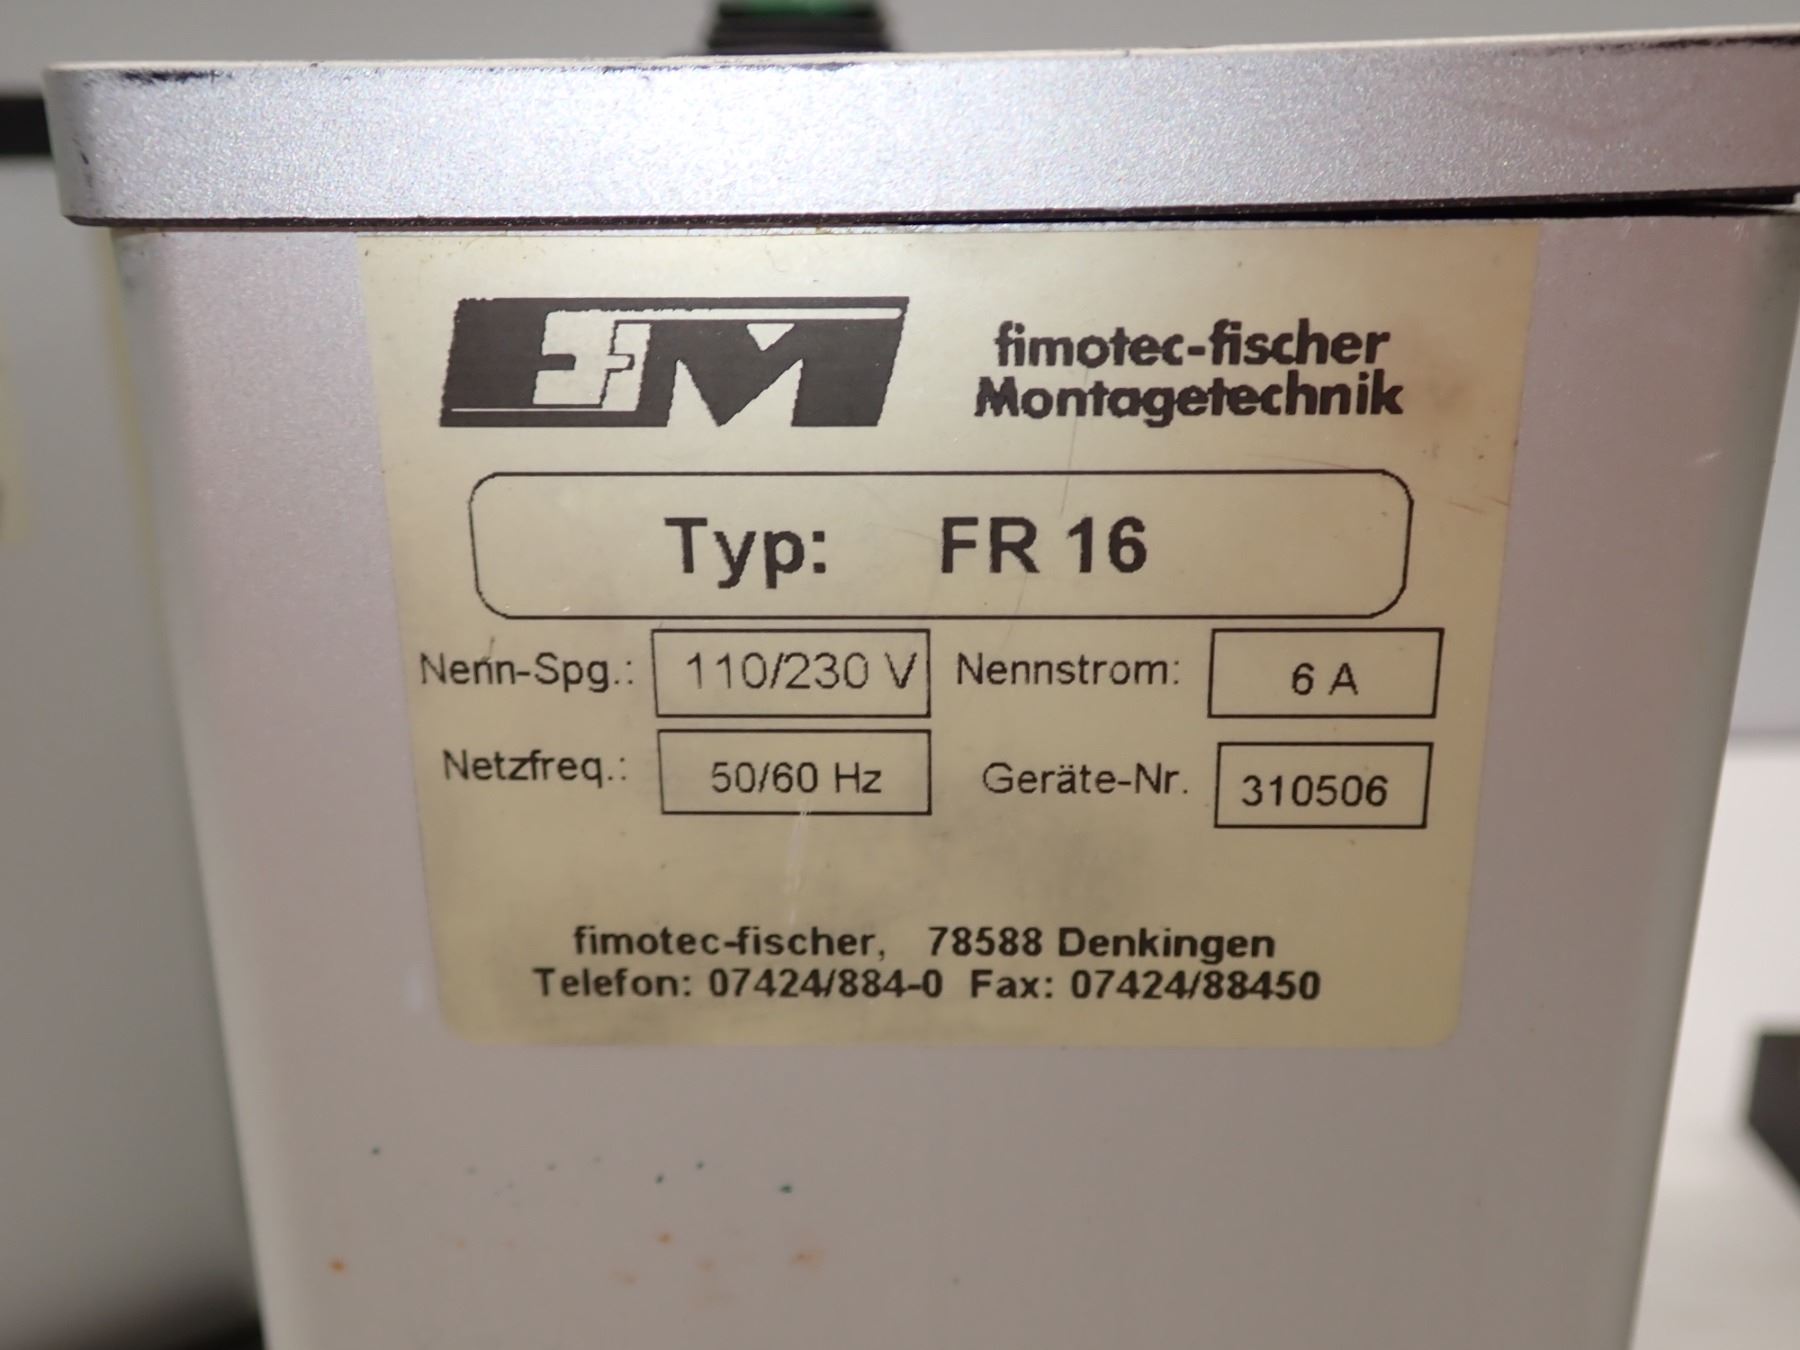 fimotec-fischer
Montagetechnik
Typ: FR 16
Nenn-Spg.: 110/230 V Nennstrom: 6 A
Netzfreq.: 50/60 Hz Geräte-Nr. 310506
fimotec-fischer, 78588 Denkingen
Telefon: 07424/884-0 Fax: 07424/88450